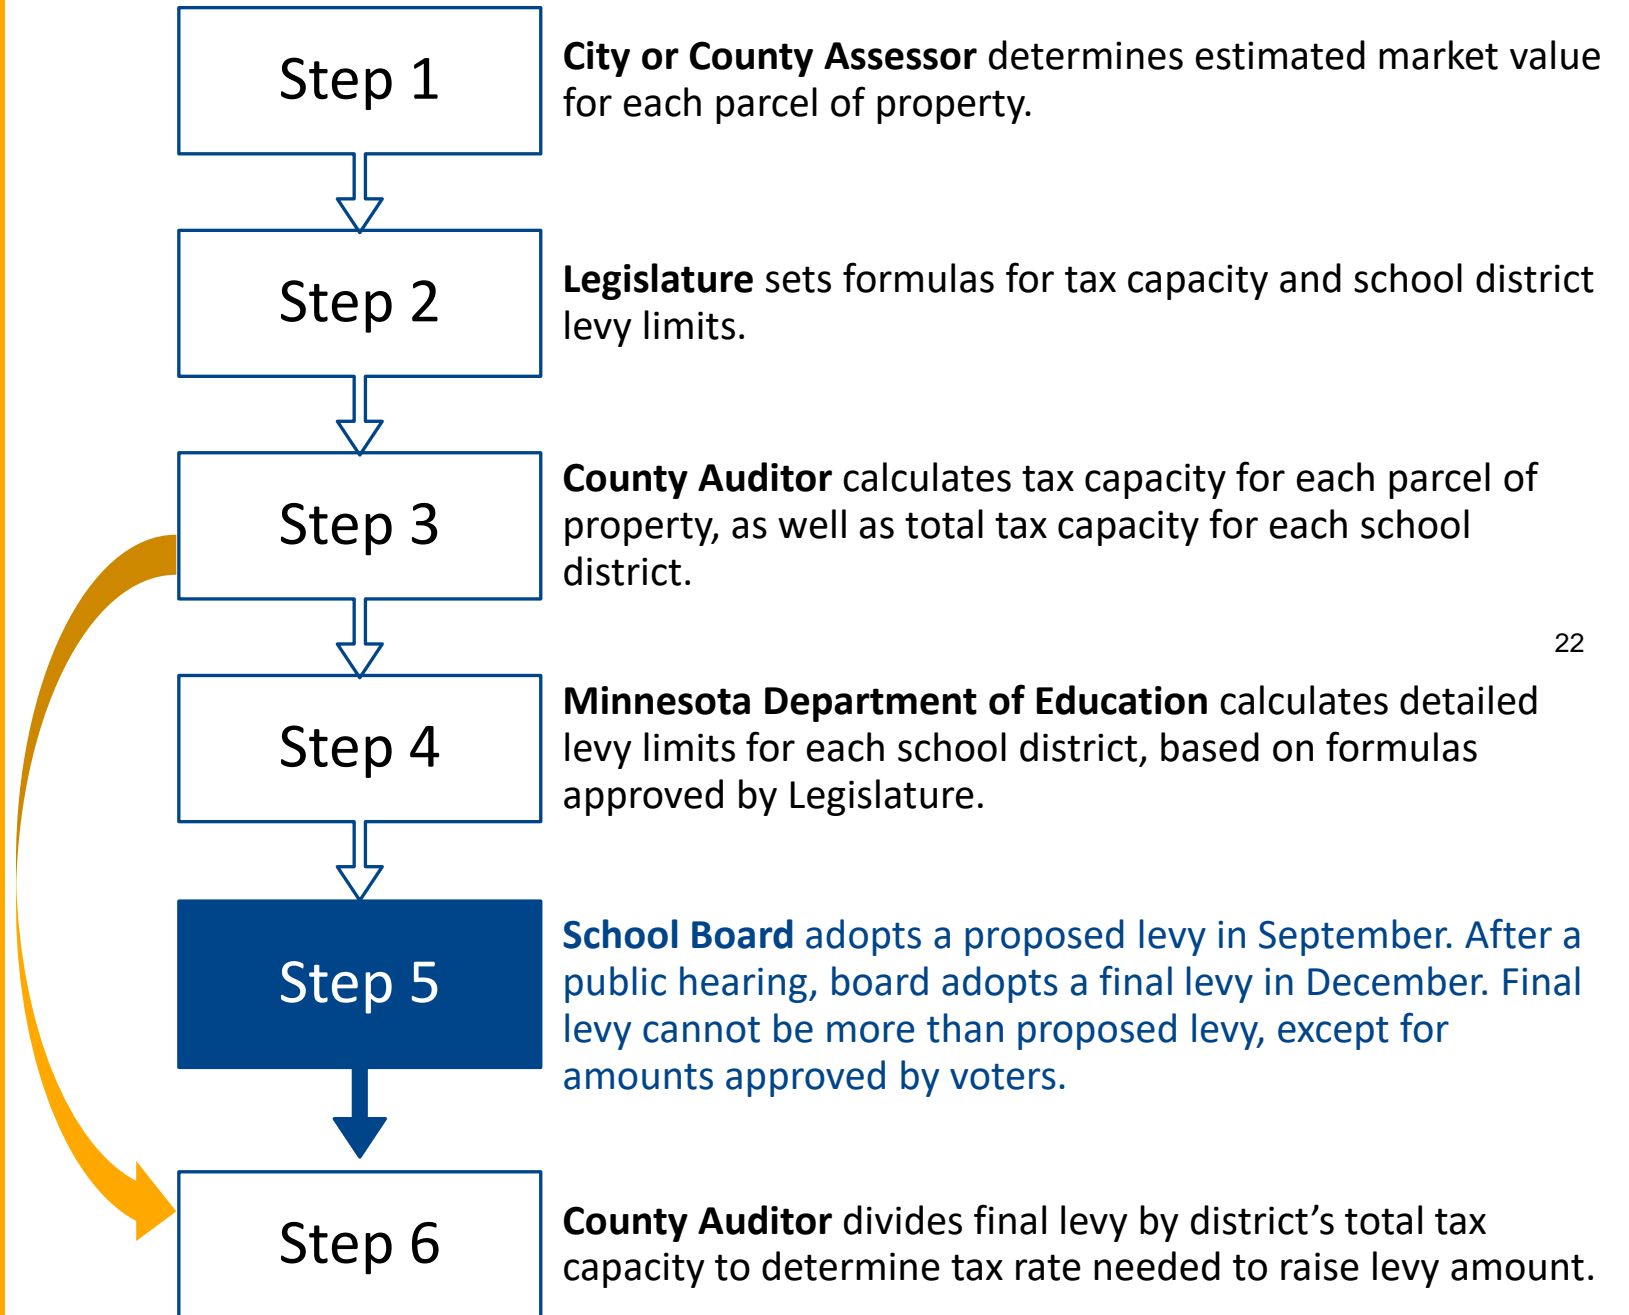 Step 1
City or County Assessor determines estimated market value
for each parcel of property.
Step 2
Legislature sets formulas for tax capacity and school district
levy limits.
Step 3
County Auditor calculates tax capacity for each parcel of
property, as well as total tax capacity for each school
district.
22
Step 4
Minnesota Department of Education calculates detailed
levy limits for each school district, based on formulas
approved by Legislature.
Step 5
School Board adopts a proposed levy in September. After a
public hearing, board adopts a final levy in December. Final
levy cannot be more than proposed levy, except for
amounts approved by voters.
Step 6
County Auditor divides final levy by district’s total tax
capacity to determine tax rate needed to raise levy amount.